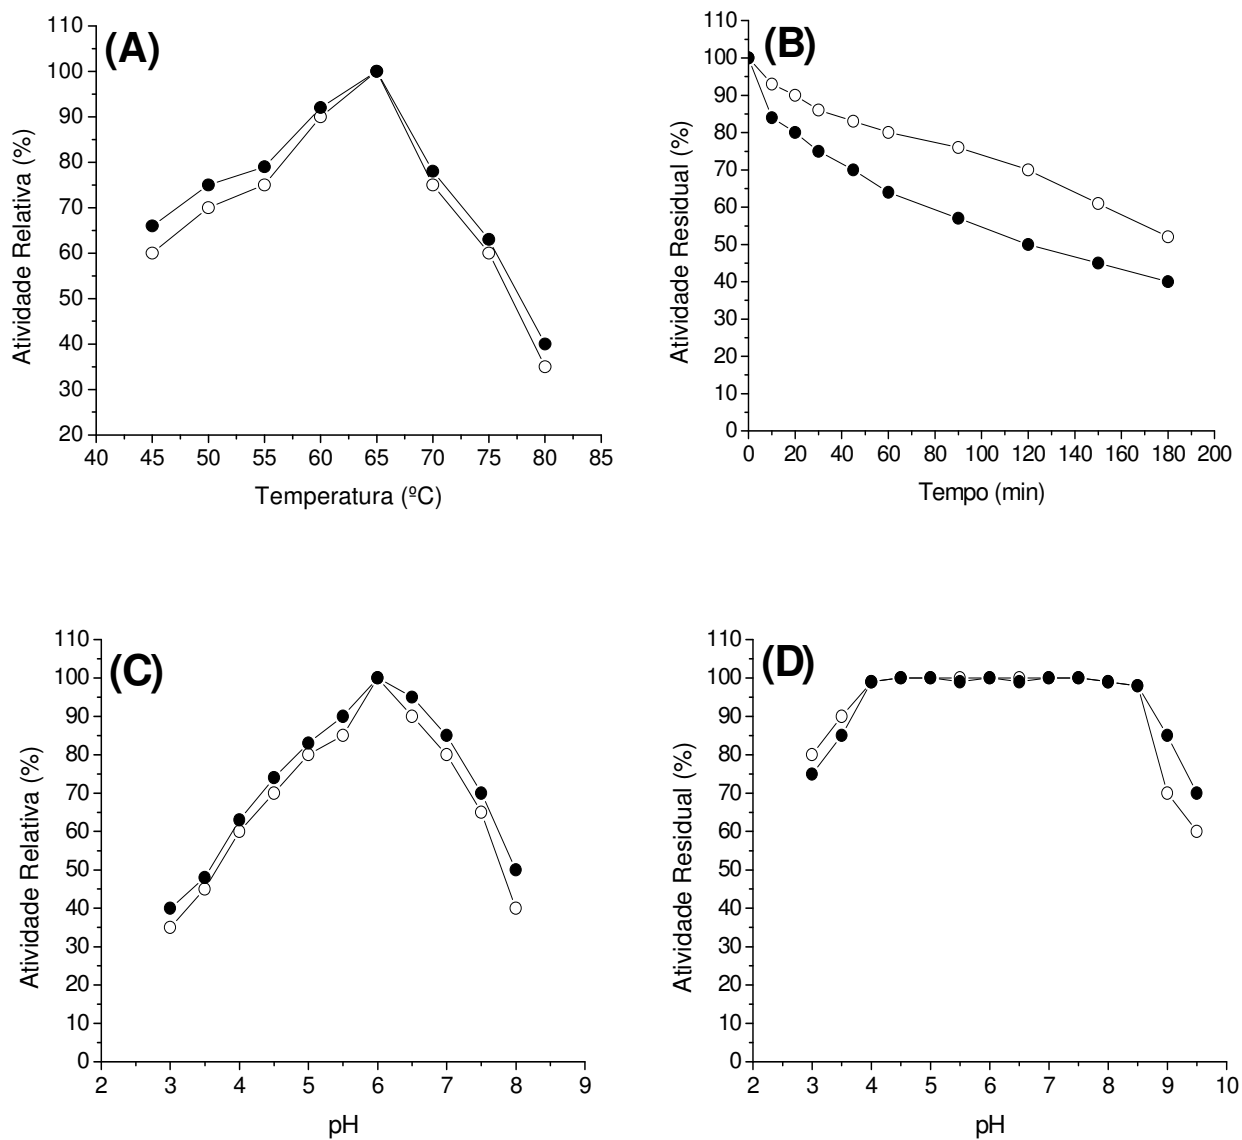 (A)
110
100
90
80
70
60
50
40
30
20
Atividade Relativa (%)
40 45 50 55 60 65 70 75 80 85
Temperatura (ºC)
(B)
110
100
90
80
70
60
50
40
30
20
10
0
Atividade Residual (%)
0 20 40 60 80 100 120 140 160 180 200
Tempo (min)
(C)
110
100
90
80
70
60
50
40
30
20
10
0
Atividade Relativa (%)
2 3 4 5 6 7 8 9
pH
(D)
110
100
90
80
70
60
50
40
30
20
10
0
Atividade Residual (%)
2 3 4 5 6 7 8 9 10
pH